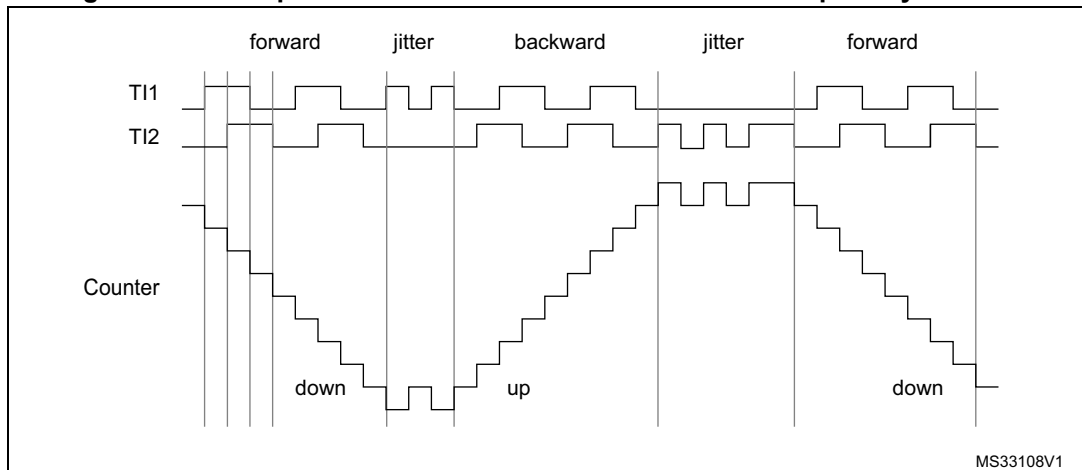 forward jitter backward jitter forward
TI1
TI2
Counter
down up down
MS33108V1